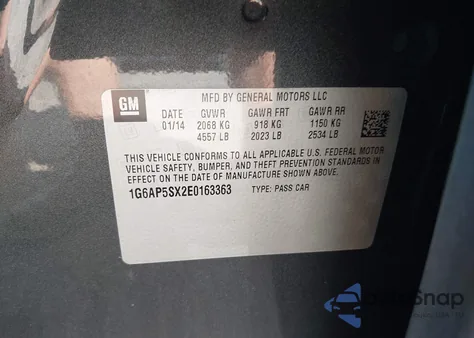 GM
MFD BY GENERAL MOTORS LLC
DATE GVWR GAWR FRT GAWR RR
01/14 2068 KG 918 KG 1150 KG
4557 LB 2023 LB 2534 LB
THIS VEHICLE CONFORMS TO ALL APPLICABLE U.S. FEDERAL MOTOR
VEHICLE SAFETY, BUMPER, AND THEFT PREVENTION STANDARDS IN
EFFECT ON THE DATE OF MANUFACTURE SHOWN ABOVE.
1G6AP5SX2E0163363 TYPE: PASS CAR